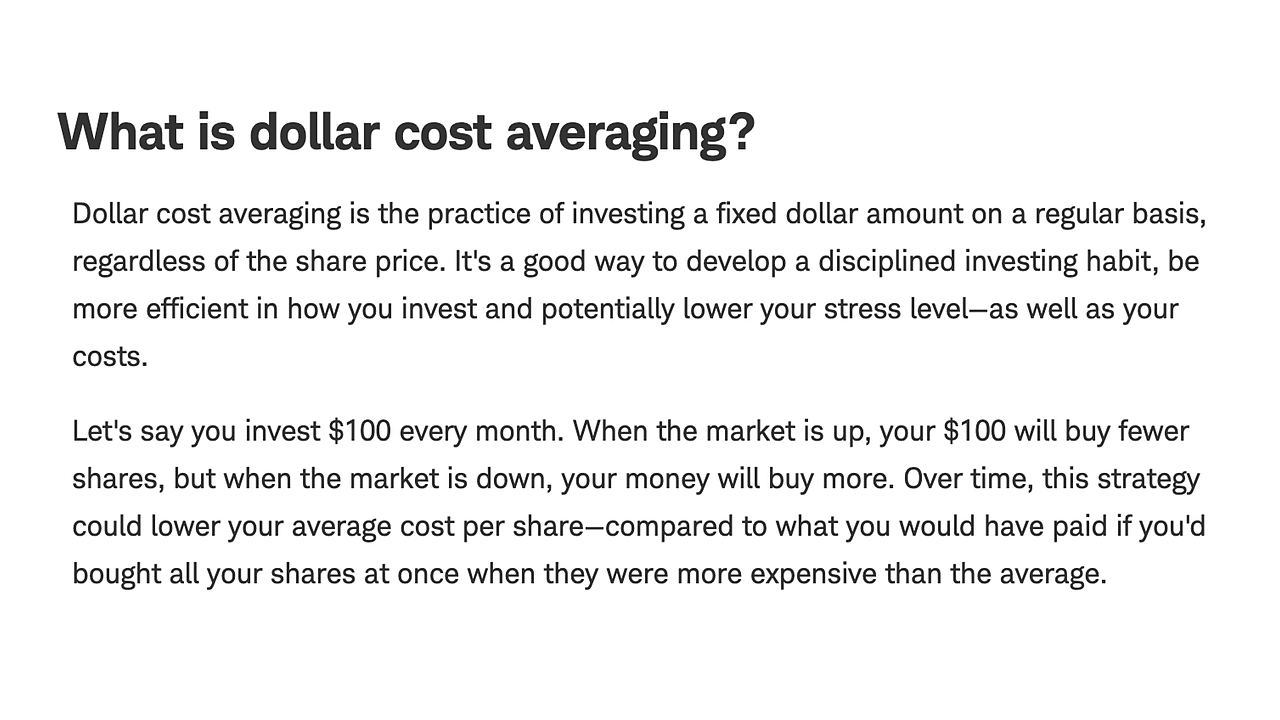 What is dollar cost averaging?
Dollar cost averaging is the practice of investing a fixed dollar amount on a regular basis,
regardless of the share price. It's a good way to develop a disciplined investing habit, be
more efficient in how you invest and potentially lower your stress level—as well as your
costs.
Let's say you invest $100 every month. When the market is up, your $100 will buy fewer
shares, but when the market is down, your money will buy more. Over time, this strategy
could lower your average cost per share—compared to what you would have paid if you'd
bought all your shares at once when they were more expensive than the average.